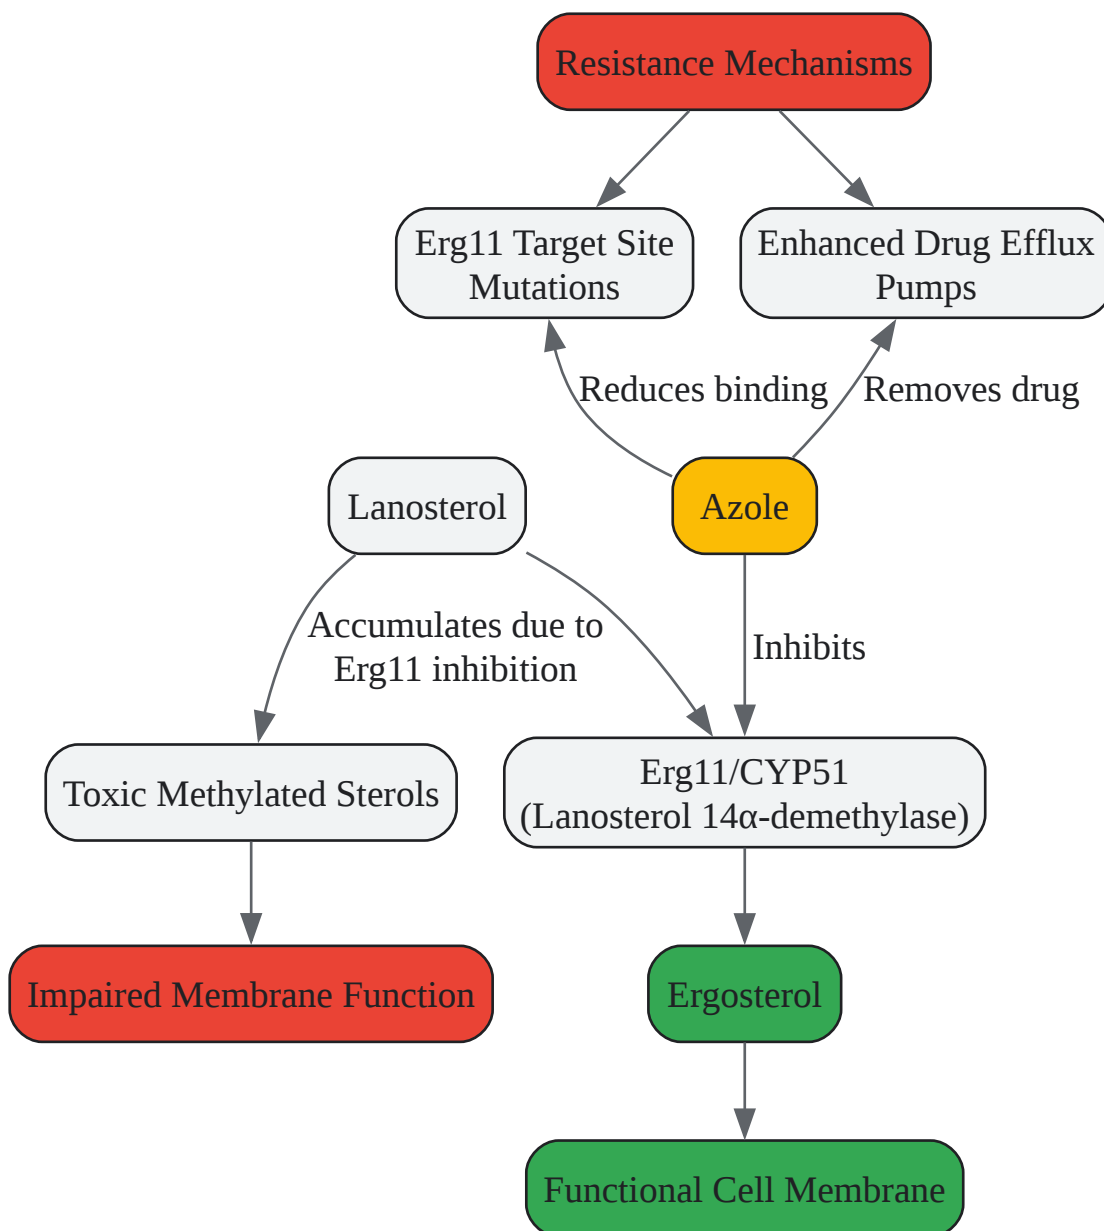 Resistance Mechanisms
Erg11 Target Site
Mutations
Enhanced Drug Efflux
Pumps
Reduces binding
Removes drug
Lanosterol
Azole
Accumulates due to
Erg11 inhibition
Inhibits
Toxic Methylated Sterols
Erg11/CYP51
(Lanosterol 14α-demethylase)
Impaired Membrane Function
Ergosterol
Functional Cell Membrane